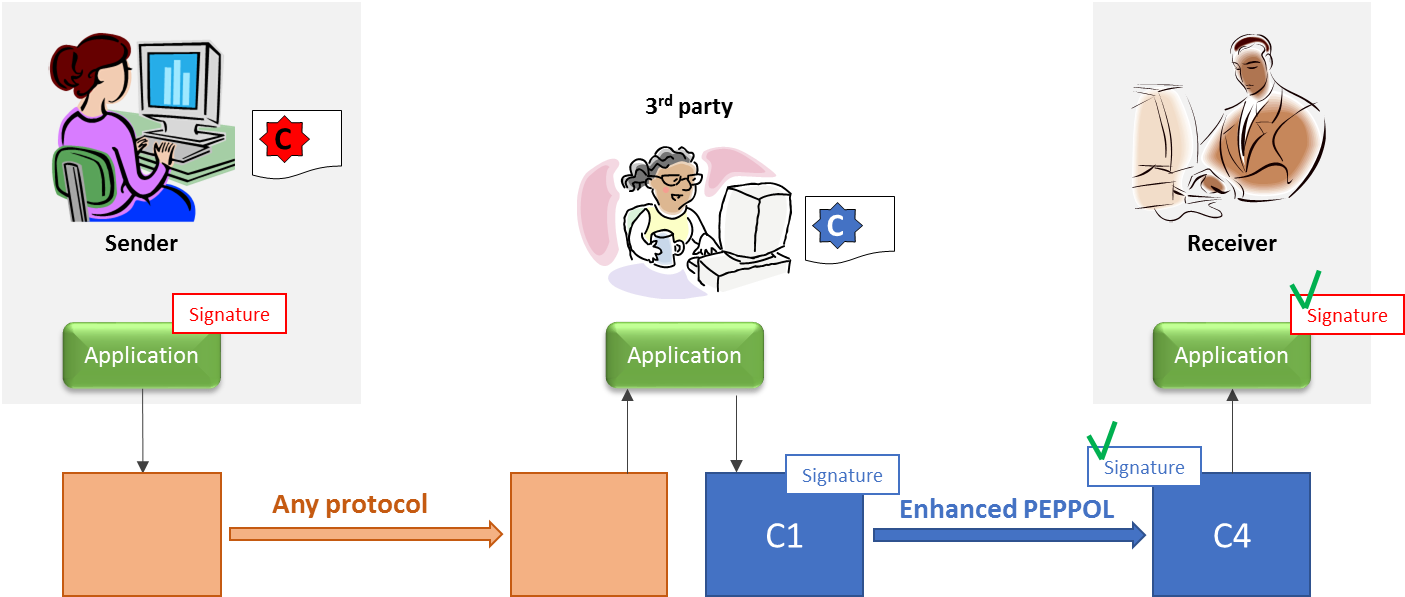 3rd party
C
C
Sender
Receiver
Signature
Signature
Application
Application
Application
Signature
Signature
Any protocol
Enhanced PEPPOL
C1
C4